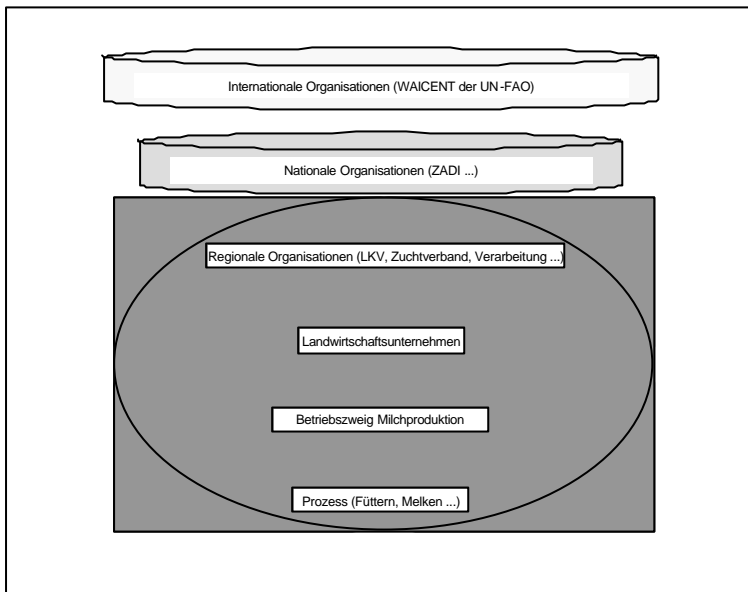 Internationale Organisationen (WAICENT der UN-FAO)
Nationale Organisationen (ZADI ...)
Regionale Organisationen (LKV, Zuchtverband, Verarbeitung ...)
Landwirtschaftsunternehmen
Betriebszweig Milchproduktion
Prozess (Füttern, Melken ...)